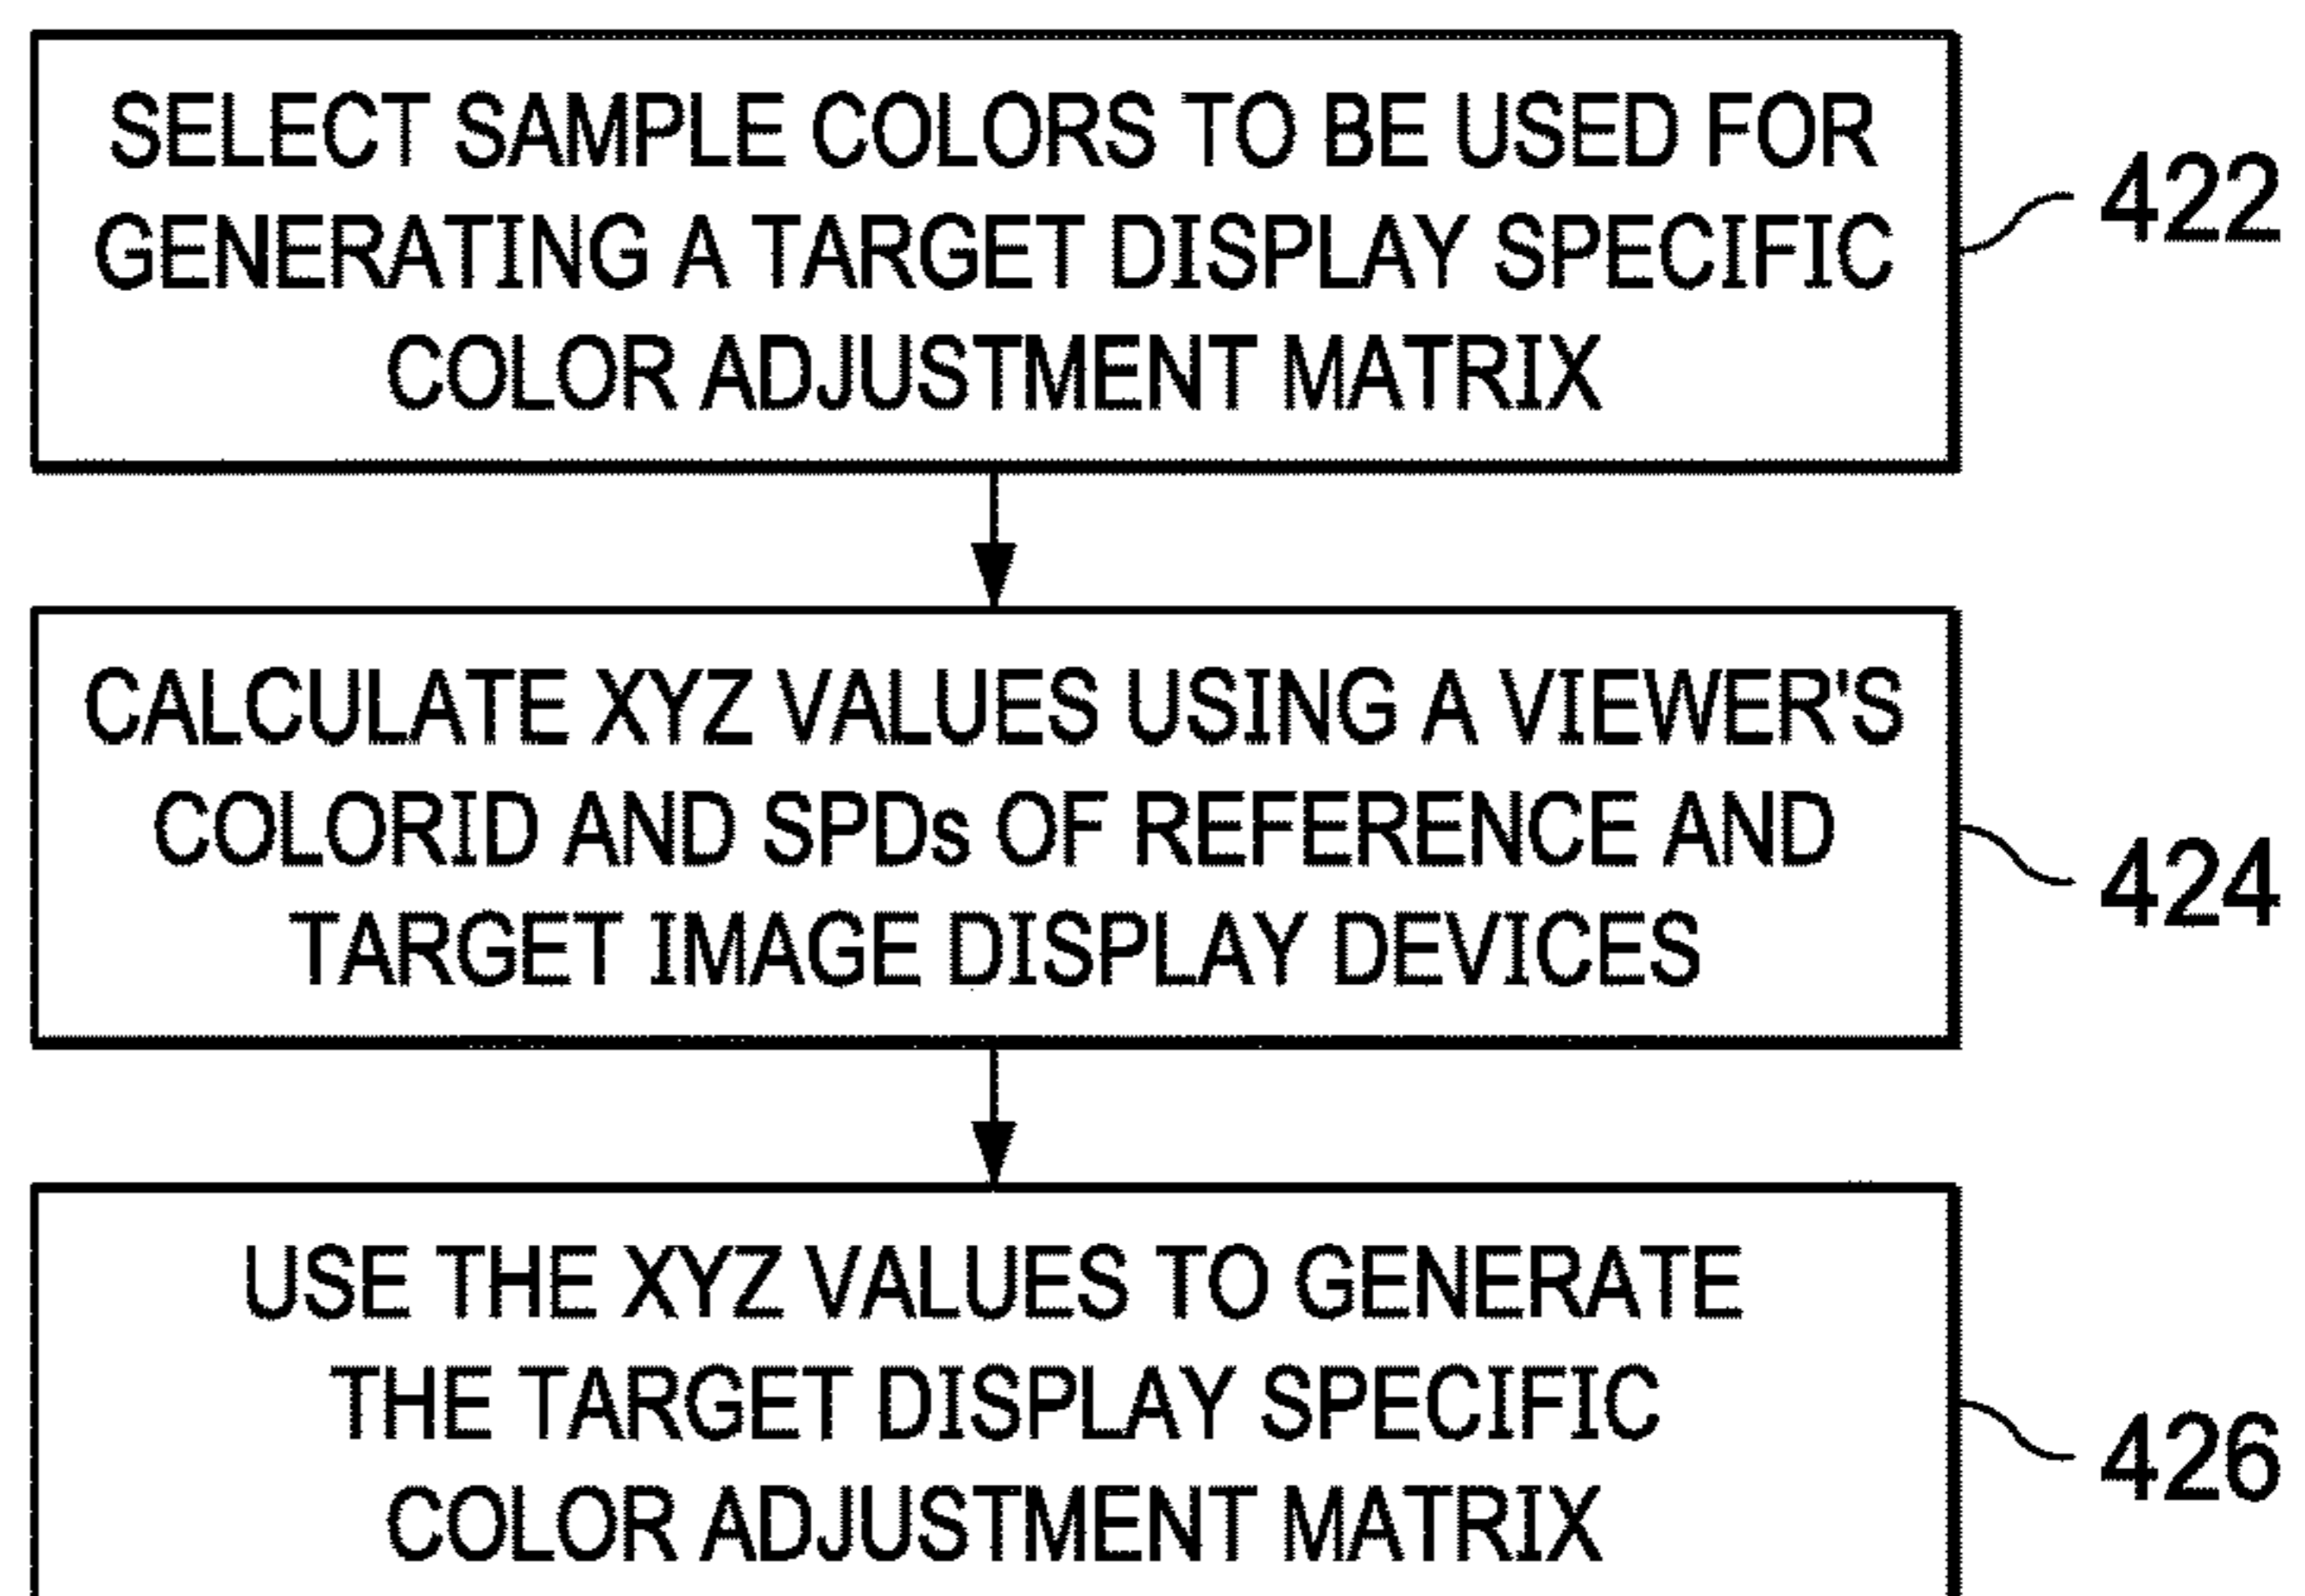 SELECT SAMPLE COLORS TO BE USED FOR
GENERATING A TARGET DISPLAY SPECIFIC
COLOR ADJUSTMENT MATRIX
422
CALCULATE XYZ VALUES USING A VIEWER'S
COLORID AND SPDs OF REFERENCE AND
TARGET IMAGE DISPLAY DEVICES
424
USE THE XYZ VALUES TO GENERATE
THE TARGET DISPLAY SPECIFIC
COLOR ADJUSTMENT MATRIX
426